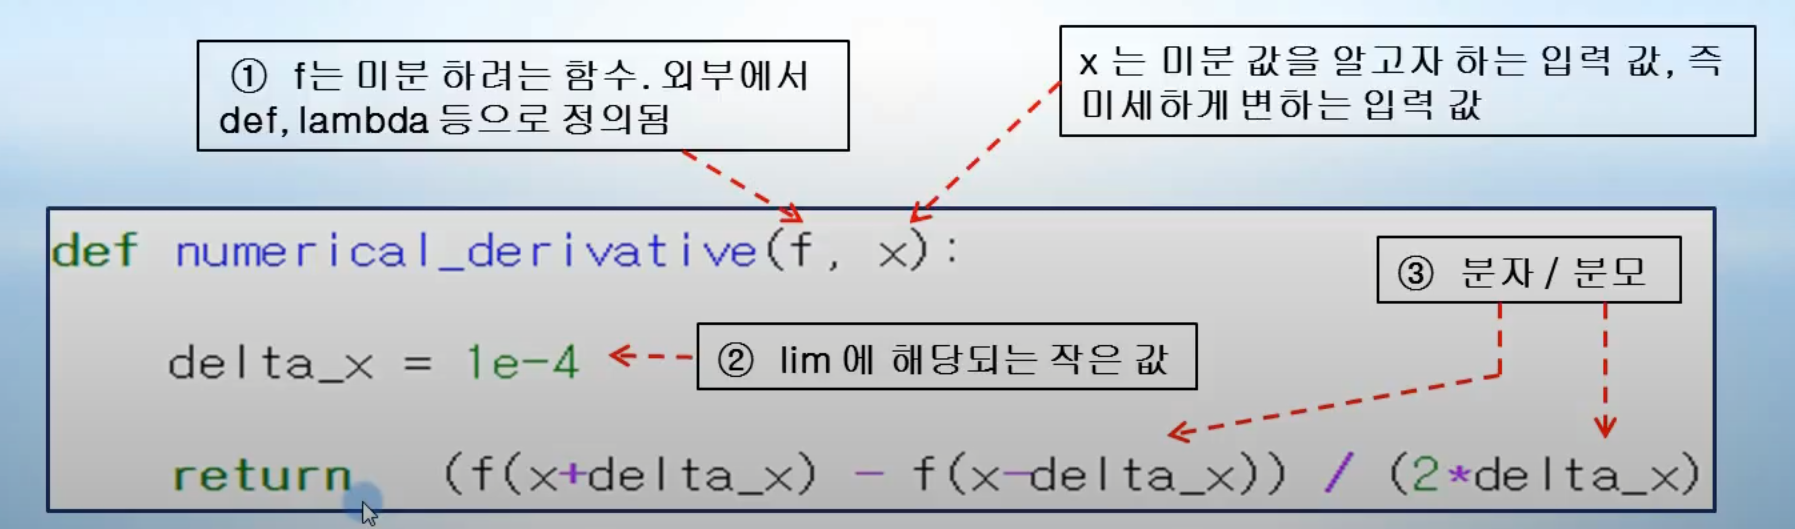 ① f는 미분 하려는 함수. 외부에서
def, lambda 등으로 정의됨
x 는 미분 값을 알고자 하는 입력 값, 즉
미세하게 변하는 입력 값
def numerical_derivative(f, x):
③ 분자 / 분모
delta_x = 1e-4
② lim 에 해당되는 작은 값
return (f(x+delta_x) - f(x-delta_x)) / (2*delta_x)